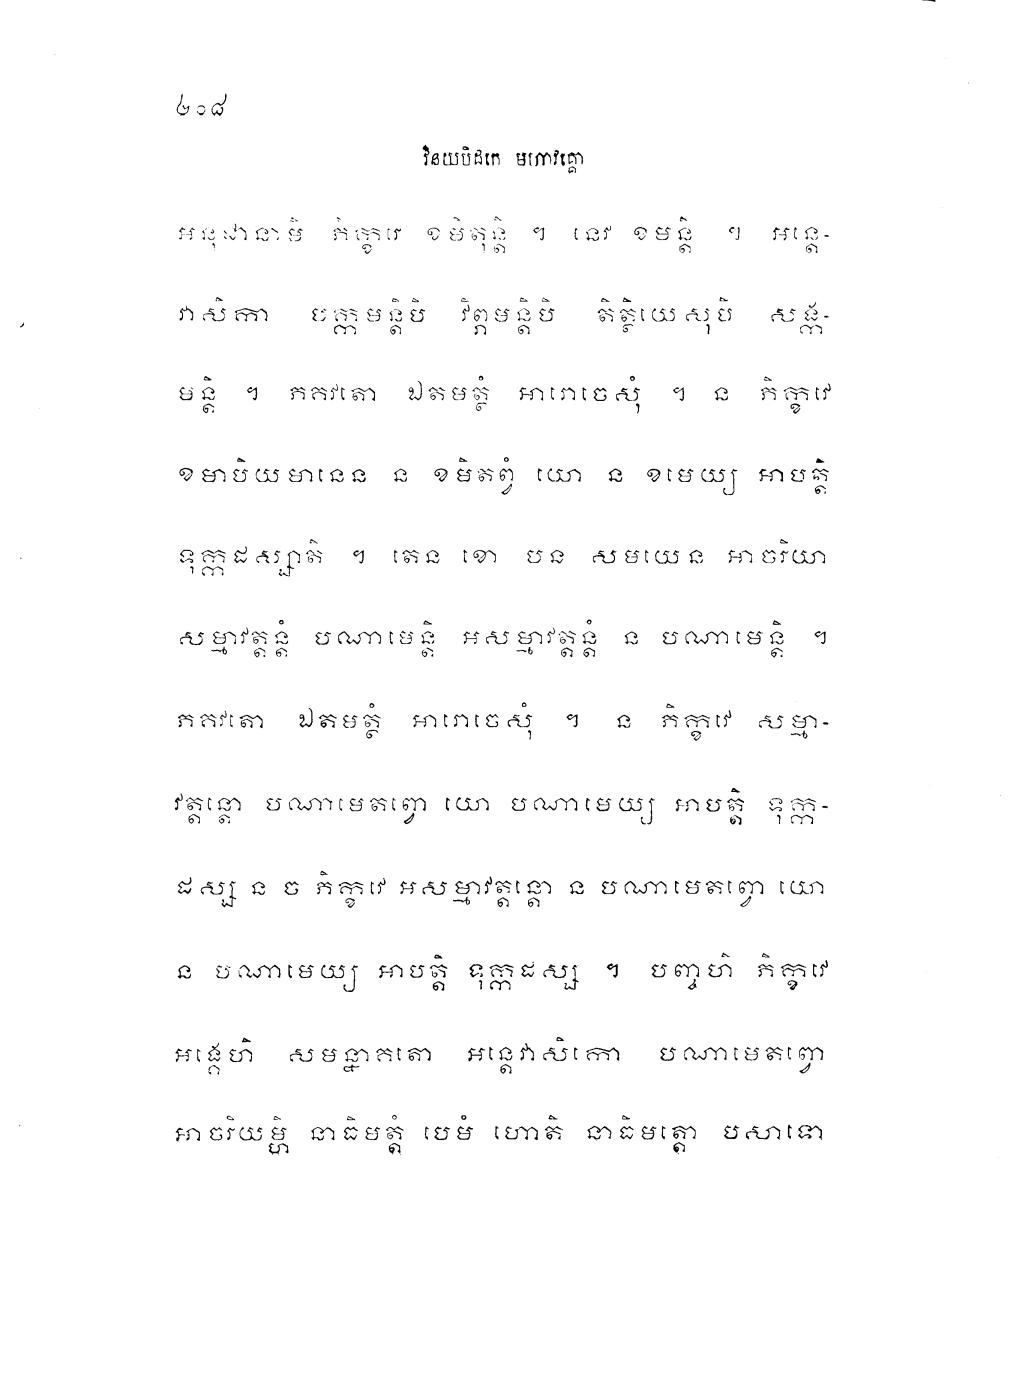 ២១៨
វិនយបិដកេ មហាវគ្គោ
អនុជានាមិ ភិក្ខវេ ខមិតុន្តិ ។ នេវ ខមន្តិ ។ អន្តេ-
វាសិកា បក្កមន្តិបិ វិព្ភមន្តិបិ តិត្ថិយេសុបិ សង្ក-
មន្តិ ។ ភគវតោ ឯតមត្ថំ អារោចេសុំ ។ ន ភិក្ខវេ
ខមាបិយមានេន ន ខមិតព្វំ យោ ន ខមេយ្យ អាបត្តិ
ទុក្កដស្សាតិ ។ តេន ខោ បន សមយេន អាចរិយា
សម្មាវត្តន្តំ បណាមេន្តិ អសម្មាវត្តន្តំ ន បណាមេន្តិ ។
ភគវតោ ឯតមត្ថំ អារោចេសុំ ។ ន ភិក្ខវេ សម្មា-
វត្តន្តោ បណាមេតព្វោ យោ បណាមេយ្យ អាបត្តិ ទុក្ក-
ដស្ស ន ច ភិក្ខវេ អសម្មាវត្តន្តោ ន បណាមេតព្វោ យោ
ន បណាមេយ្យ អាបត្តិ ទុក្កដស្ស ។ បញ្ចហិ ភិក្ខវេ
អង្គេហិ សមន្នាគតោ អន្តេវាសិកោ បណាមេតព្វោ
អាចរិយម្ហិ នាធិមត្តំ បេមំ ហោតិ នាធិមត្តោ បសាទោ